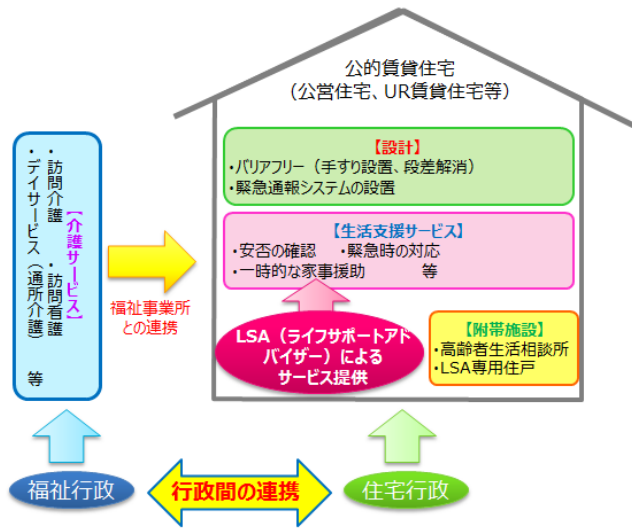 公的賃貸住宅
（公営住宅、UR賃貸住宅等）
【設計】
・バリアフリー（手すり設置、段差解消）
・緊急通報システムの設置
【生活支援サービス】
・安否の確認　・緊急時の対応
・一時的な家事援助　　　等
LSA（ライフサポートアド
バイザー）による
サービス提供
【附帯施設】
・高齢者生活相談所
・LSA専用住戸
【介護サービス】
・訪問介護　・訪問看護
・デイサービス（通所介護）　等
福祉事業所
との連携
福祉行政
行政間の連携
住宅行政